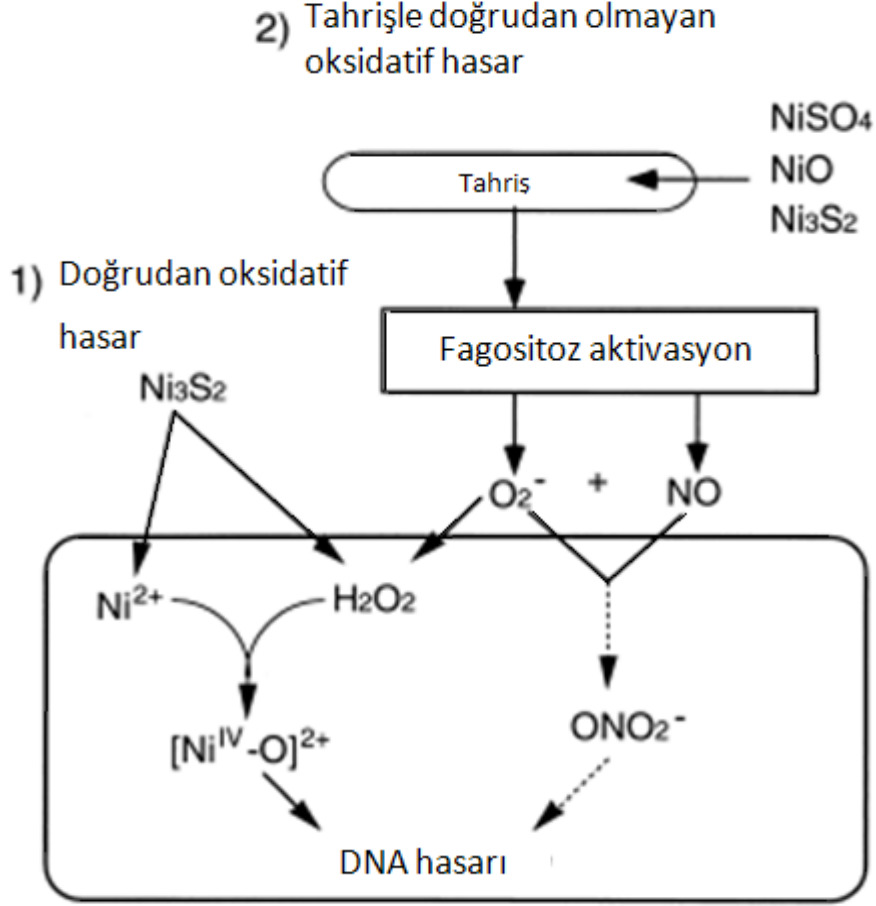 2) Tahrişle doğrudan olmayan
oksidatif hasar
NiSO4
NiO
Ni3S2
Tahriş
1) Doğrudan oksidatif
hasar
Fagositoz aktivasyon
Ni3S2
O2⁻ + NO
Ni²⁺
H2O2
[Niᴵⱽ-O]²⁺
ONO2⁻
DNA hasarı